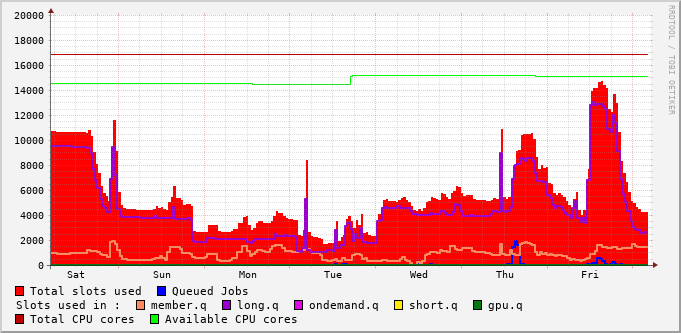 20000
18000
16000
14000
12000
10000
8000
6000
4000
2000
0
Sat Sun Mon Tue Wed Thu Fri
RRDTOOL / TOBI OETIKER
Total slots used Queued Jobs
Slots used in : member.q long.q ondemand.q short.q gpu.q
Total CPU cores Available CPU cores